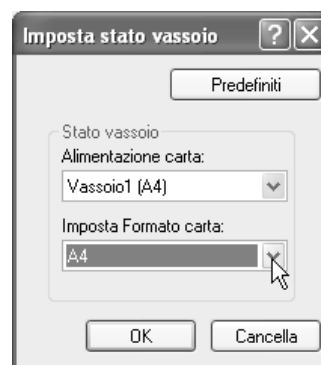 Imposta stato vassoio
Predefiniti
Stato vassoio
Alimentazione carta:
Vassoio1 (A4)
Imposta Formato carta:
A4
OK
Cancella